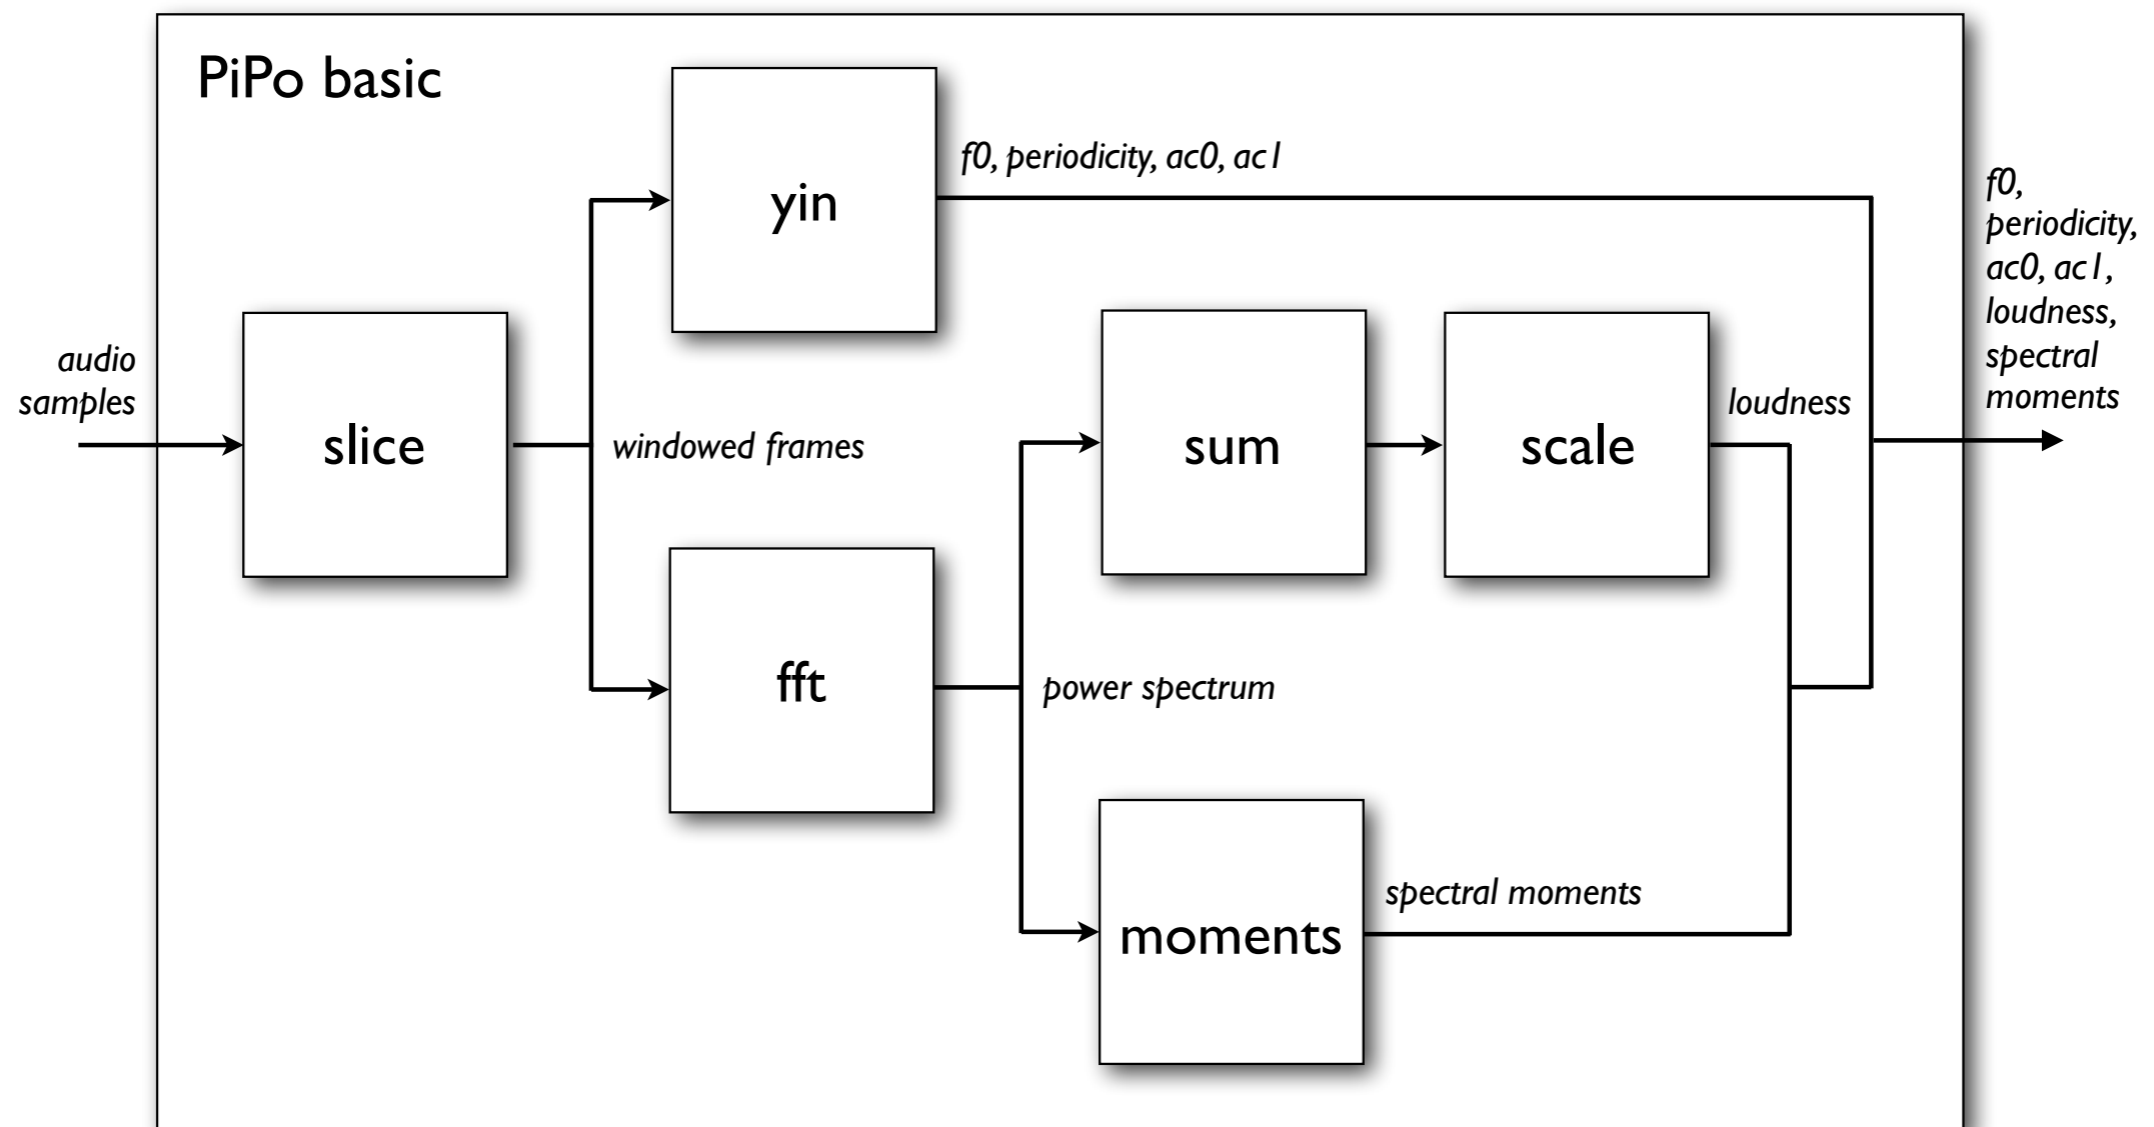 PiPo basic
yin
f0, periodicity, ac0, ac1
f0,
periodicity,
ac0, ac1,
loudness,
spectral
moments
audio
samples
slice
windowed frames
sum
scale
loudness
fft
power spectrum
moments
spectral moments